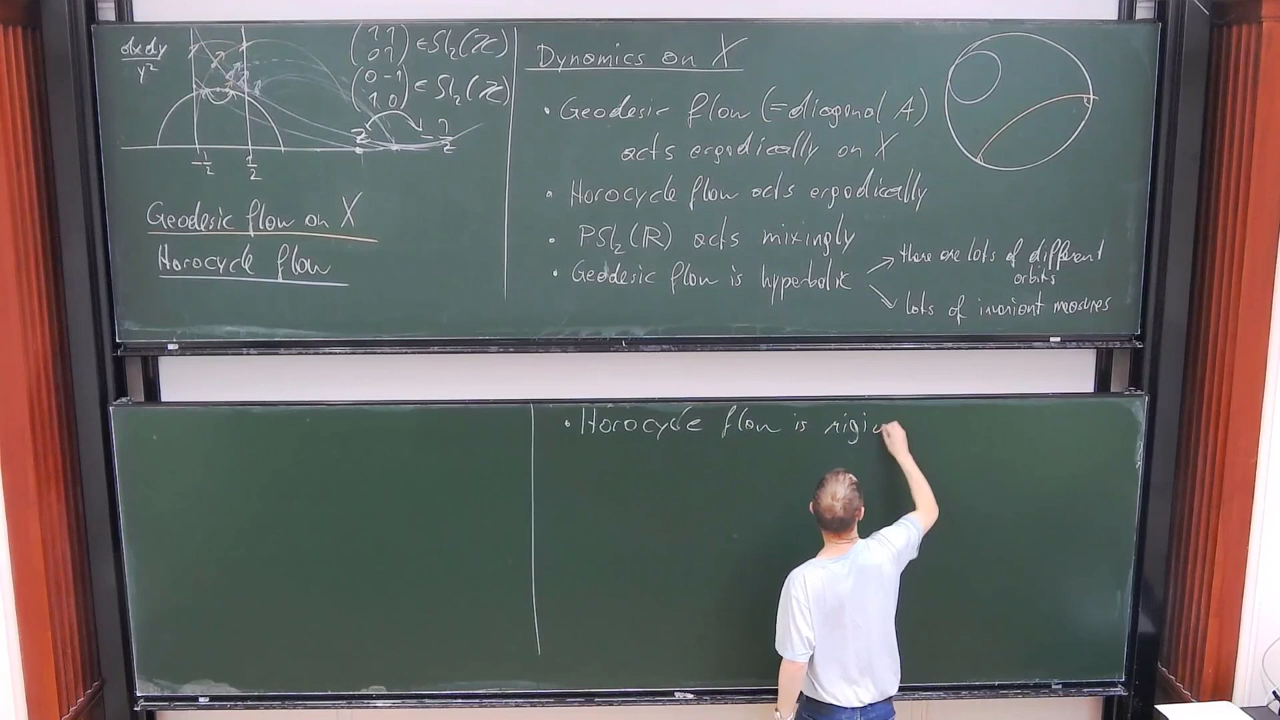 dxdy
y²
(1 1
0 1) ∈ SL₂(ℤ)
(0 -1
1 0) ∈ SL₂(ℤ)
z
-1/z
-1/2
1/2
Geodesic flow on X
Horocycle flow
Dynamics on X
• Geodesic flow (= diagonal A)
acts ergodically on X
• Horocycle flow acts ergodically
• PSL₂(ℝ) acts mixingly
• Geodesic flow is hyperbolic
→ there are lots of different
orbits
↘ lots of invariant measures
• Horocycle flow is rigi